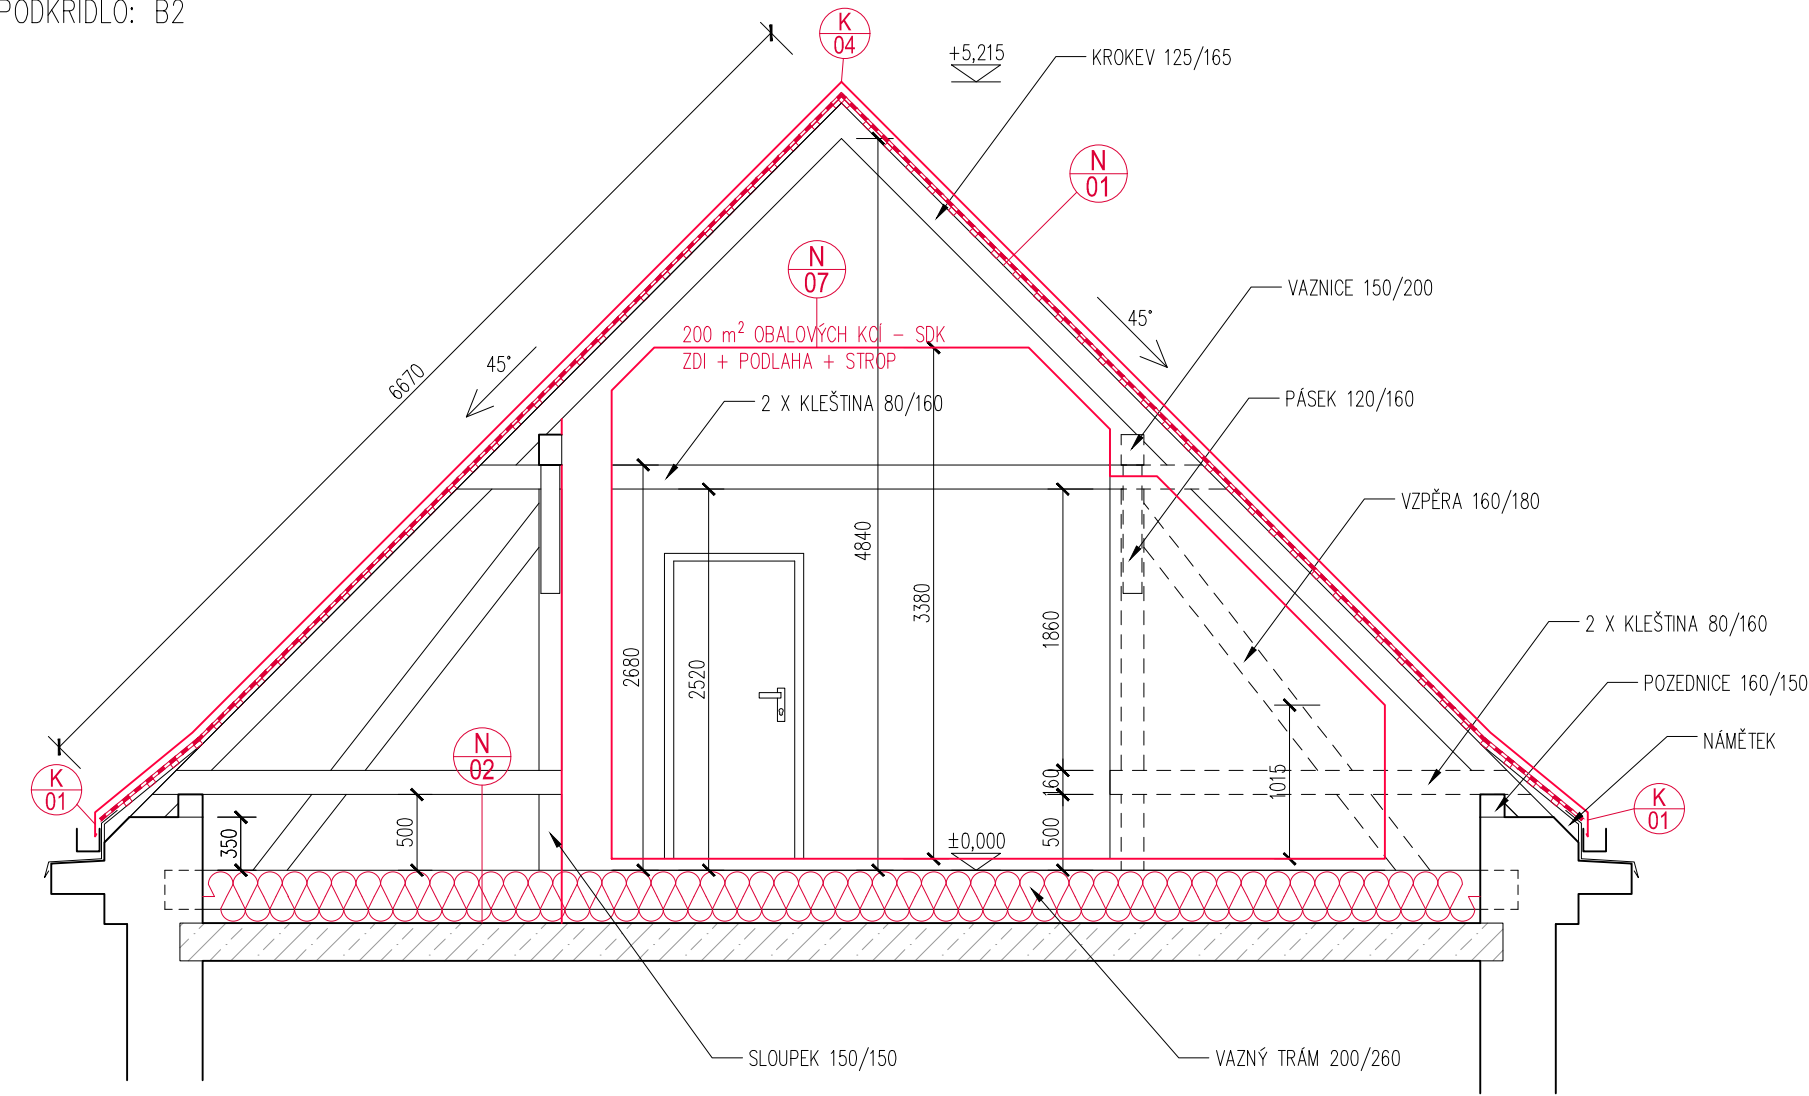 PODKRIDLO: B2
K
04
+5,215
KROKEV 125/165
N
01
N
07
VAZNICE 150/200
45°
200 m² OBALOVÝCH KCÍ - SDK
ZDI + PODLAHA + STROP
45°
6670
2 X KLEŠTINA 80/160
PÁSEK 120/160
VZPĚRA 160/180
4840
3380
1860
2680
2520
2 X KLEŠTINA 80/160
POZEDNICE 160/150
NÁMĚTEK
N
02
K
01
160
1015
K
01
350
500
500
±0,000
SLOUPEK 150/150
VAZNÝ TRÁM 200/260